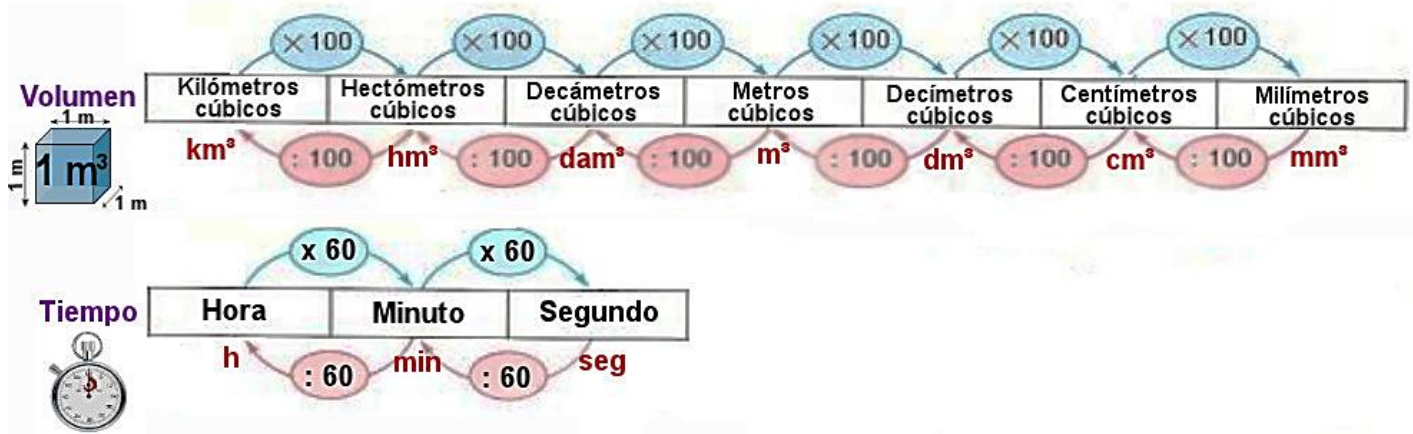 × 100 × 100 × 100 × 100 × 100 × 100
Volumen
Kilómetros cúbicos
Hectómetros cúbicos
Decámetros cúbicos
Metros cúbicos
Decímetros cúbicos
Centímetros cúbicos
Milímetros cúbicos
1 m
1 m
1 m³
1 m
km³ : 100 hm³ : 100 dam³ : 100 m³ : 100 dm³ : 100 cm³ : 100 mm³
x 60 x 60
Tiempo
Hora Minuto Segundo
h : 60 min : 60 seg